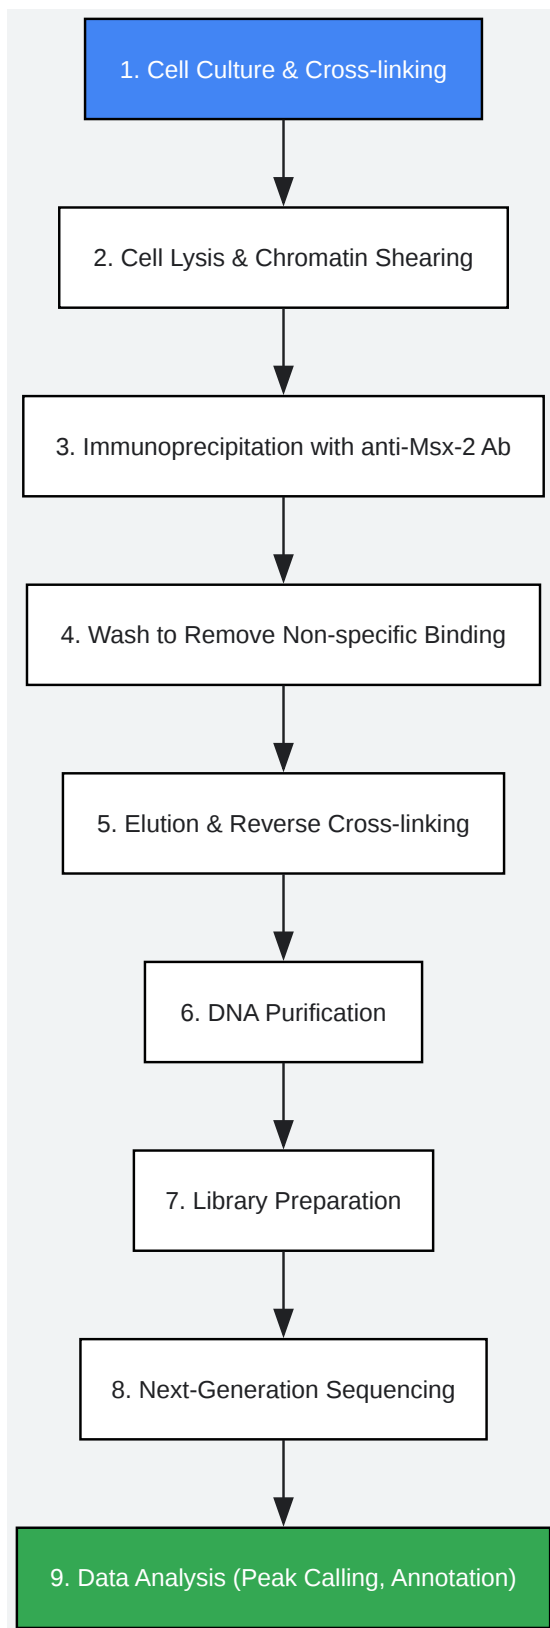 1. Cell Culture & Cross-linking
2. Cell Lysis & Chromatin Shearing
3. Immunoprecipitation with anti-Msx-2 Ab
4. Wash to Remove Non-specific Binding
5. Elution & Reverse Cross-linking
6. DNA Purification
7. Library Preparation
8. Next-Generation Sequencing
9. Data Analysis (Peak Calling, Annotation)